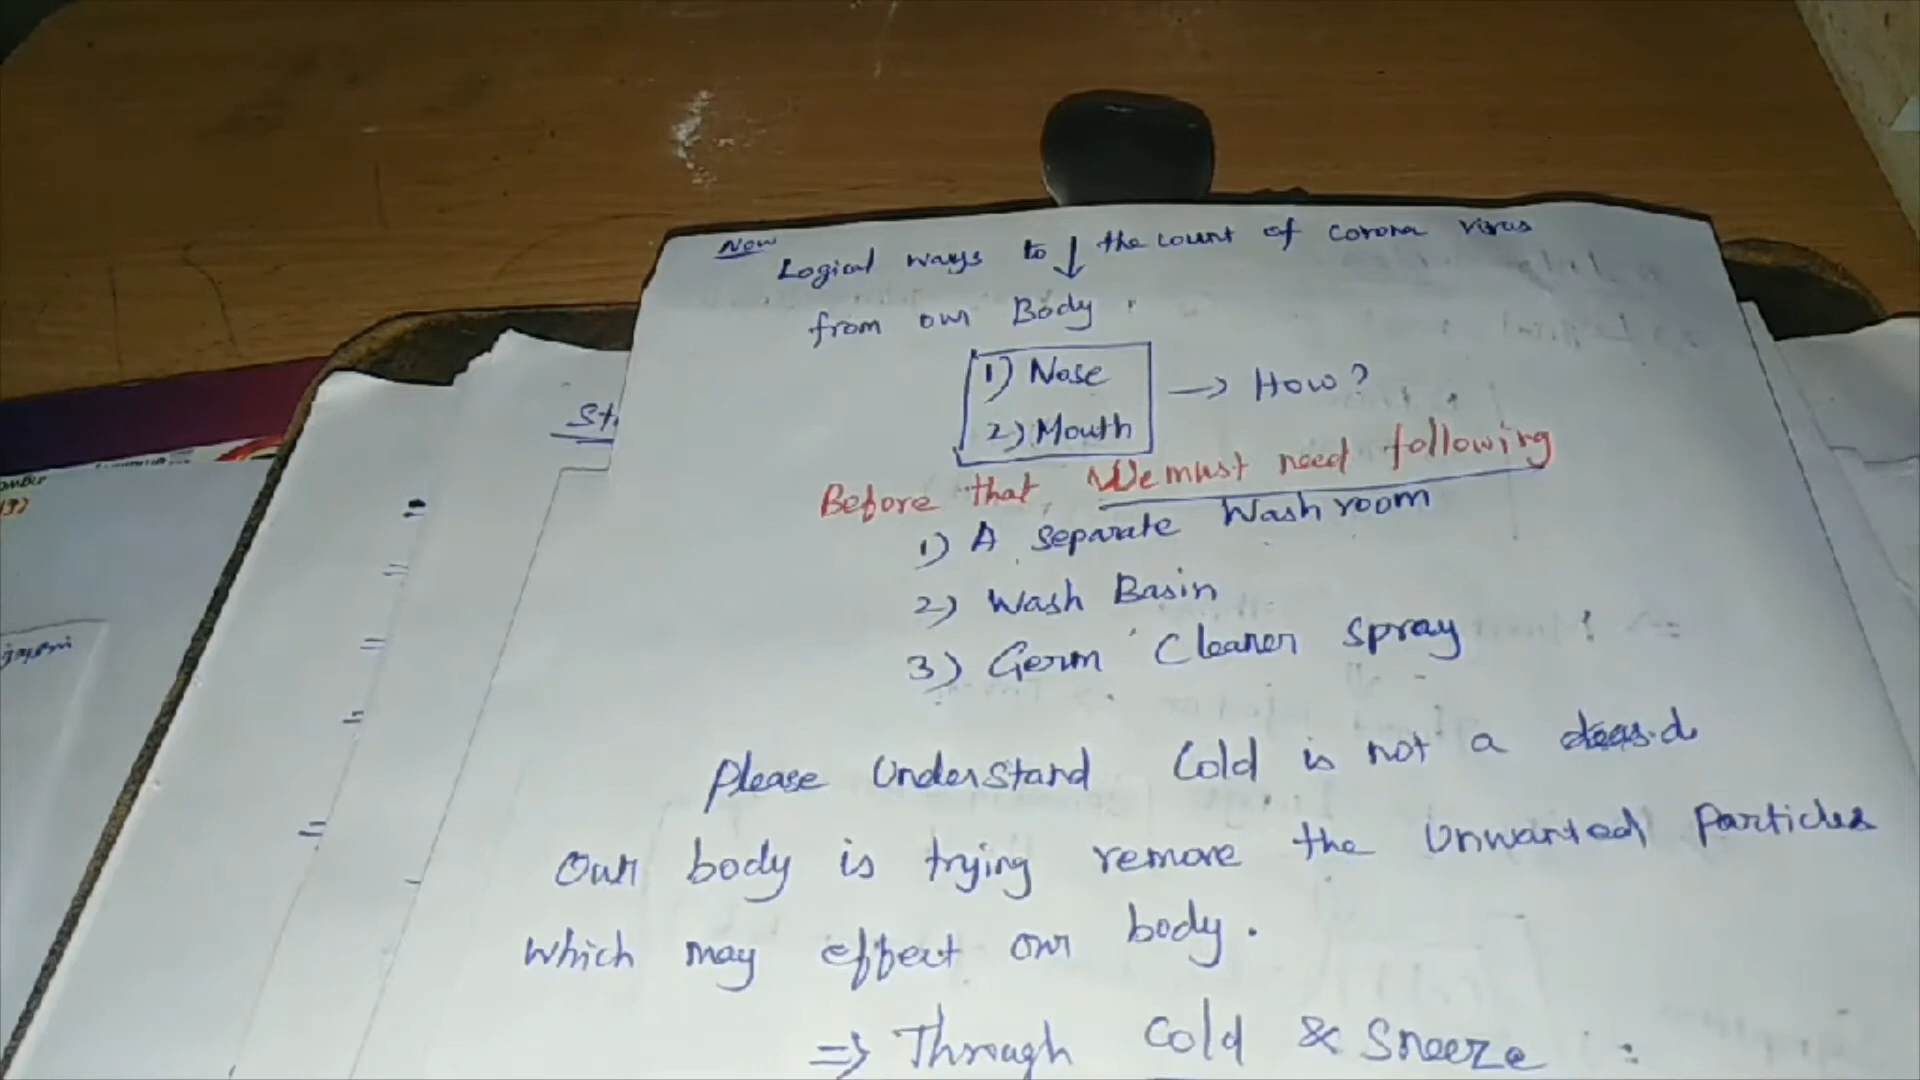 Now
Logical ways to ↓ the count of corona virus
from our Body.
1) Nose
2) Mouth → How?
Before that, We must need following
1) A separate Wash room
2) Wash Basin
3) Germ Cleaner spray
Please Understand Cold is not a
Our body is trying remove the Unwanted Particles
which may effect our body.
⇒ Through Cold & Sneeze :